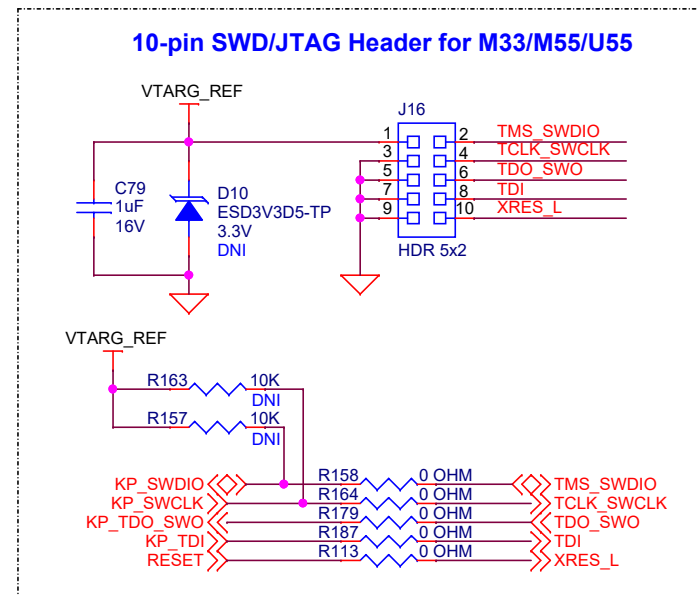 10-pin SWD/JTAG Header for M33/M55/U55
VTARG_REF
J16
1 2 TMS_SWDIO
3 4 TCLK_SWCLK
5 6 TDO_SWO
7 8 TDI
9 10 XRES_L
HDR 5x2
C79
1uF
16V
D10
ESD3V3D5-TP
3.3V
DNI
VTARG_REF
R163 10K
DNI
R157 10K
DNI
KP_SWDIO R158 0 OHM TMS_SWDIO
KP_SWCLK R164 0 OHM TCLK_SWCLK
KP_TDO_SWO R179 0 OHM TDO_SWO
KP_TDI R187 0 OHM TDI
RESET R113 0 OHM XRES_L